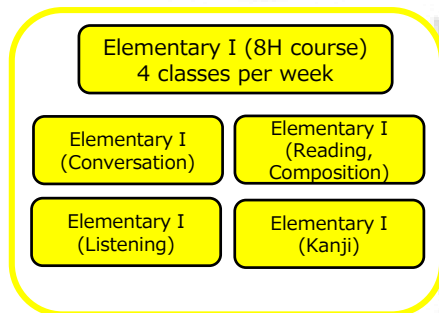 Elementary I (8H course)
4 classes per week
Elementary I
(Conversation)
Elementary I
(Reading,
Composition)
Elementary I
(Listening)
Elementary I
(Kanji)